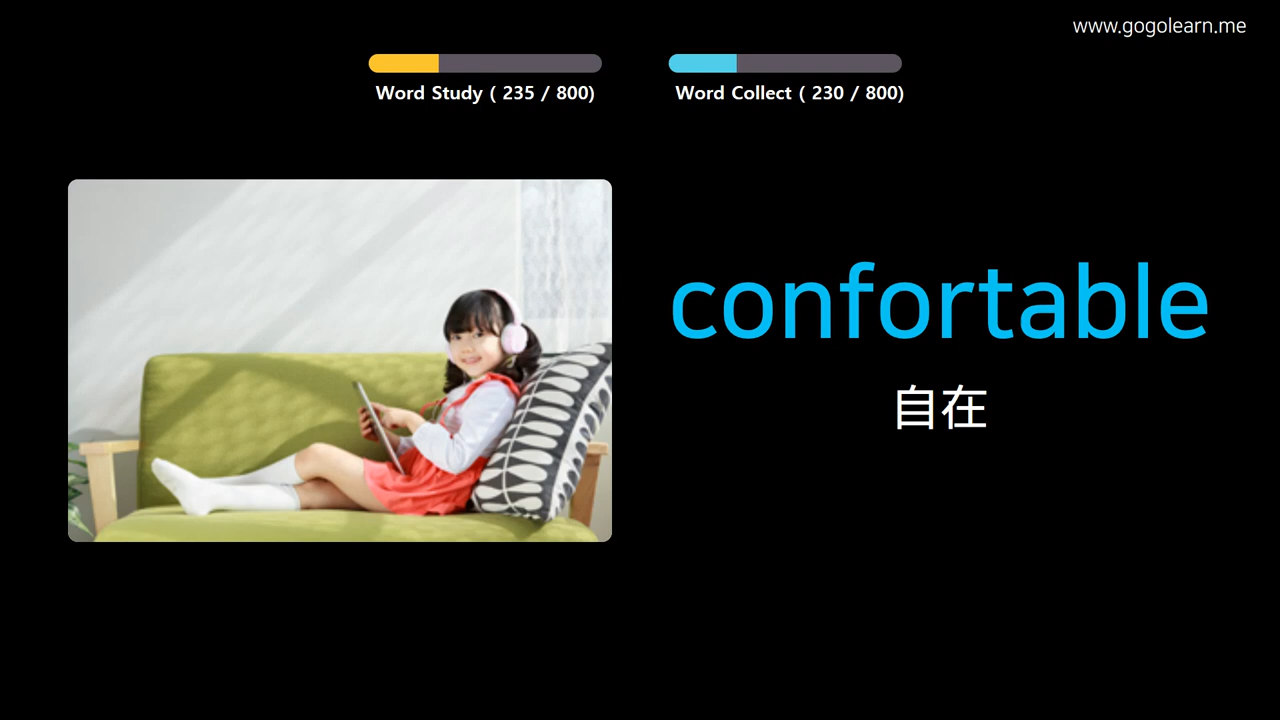 www.gogolearn.me
Word Study ( 235 / 800)
Word Collect ( 230 / 800)
confortable
自在